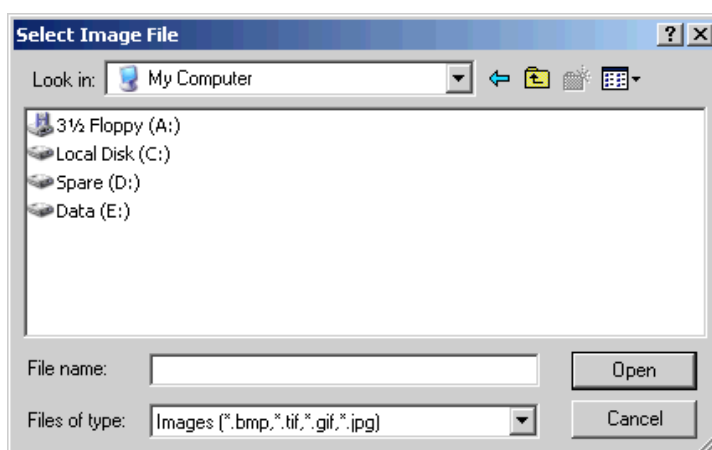 Select Image File
Look in: My Computer
3½ Floppy (A:)
Local Disk (C:)
Spare (D:)
Data (E:)
File name: Open
Files of type: Images (*.bmp,*.tif,*.gif,*.jpg) Cancel